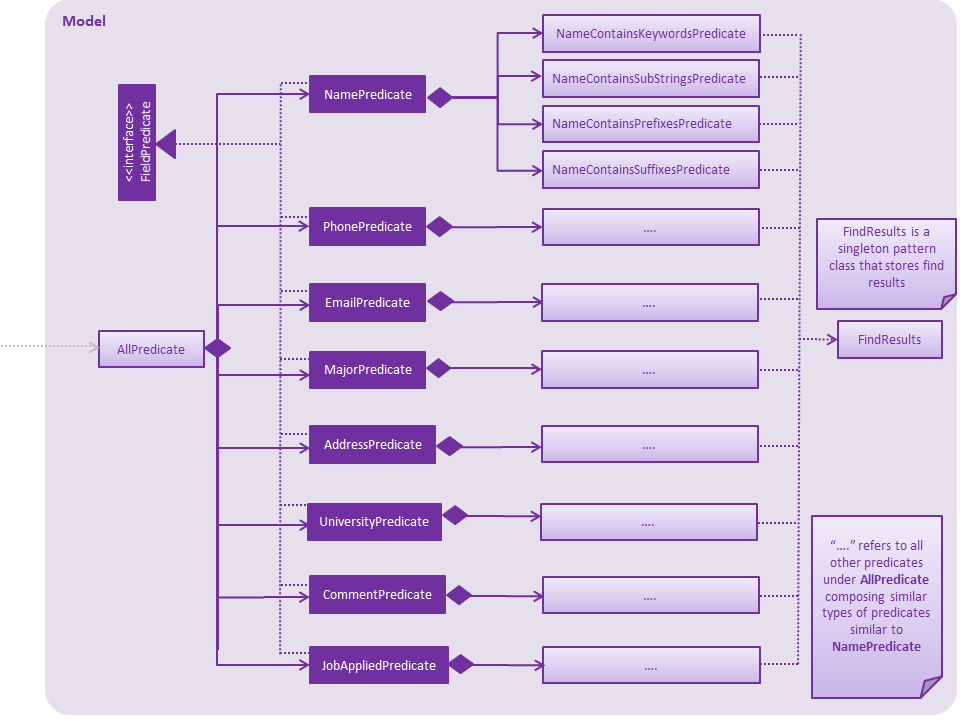 Model
<<interface>>
FieldPredicate
AllPredicate
NamePredicate
PhonePredicate
EmailPredicate
MajorPredicate
AddressPredicate
UniversityPredicate
CommentPredicate
JobAppliedPredicate
NameContainsKeywordsPredicate
NameContainsSubStringsPredicate
NameContainsPrefixesPredicate
NameContainsSuffixesPredicate
....
....
....
....
....
....
....
FindResults is a
singleton pattern
class that stores find
results
FindResults
“....” refers to all
other predicates
under AllPredicate
composing similar
types of predicates
similar to
NamePredicate